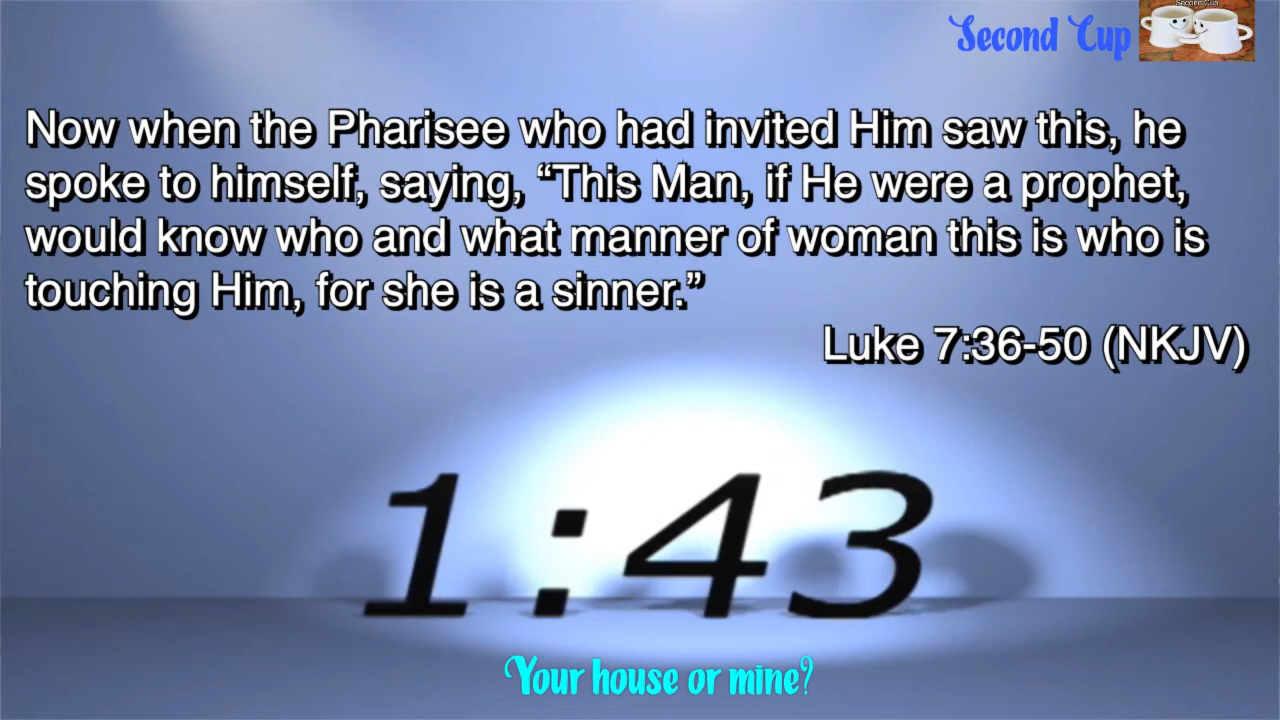 Second Cup
Second Cup
Now when the Pharisee who had invited Him saw this, he
spoke to himself, saying, “This Man, if He were a prophet,
would know who and what manner of woman this is who is
touching Him, for she is a sinner.”
Luke 7:36-50 (NKJV)
1:43
Your house or mine?